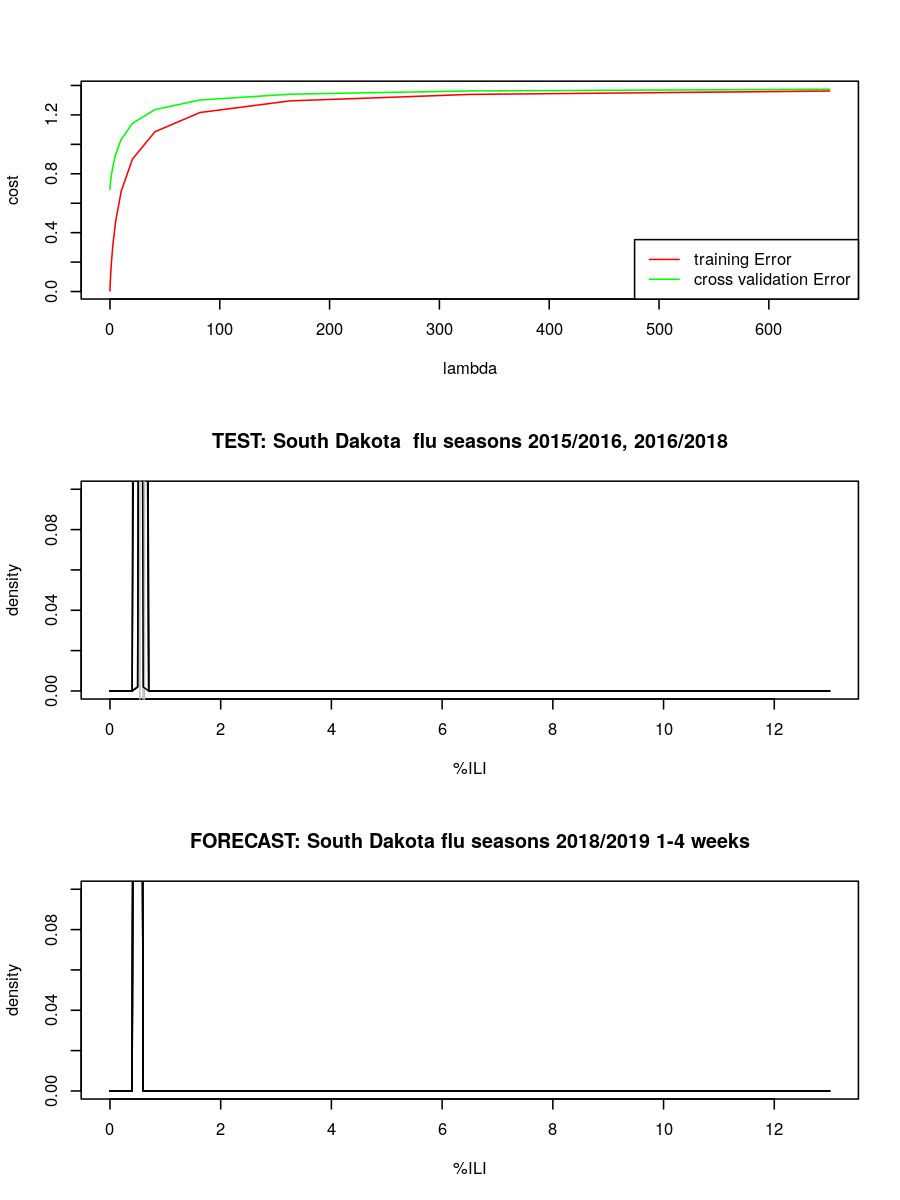 cost
0.0 0.4 0.8 1.2
training Error
cross validation Error
0 100 200 300 400 500 600
lambda
TEST: South Dakota  flu seasons 2015/2016, 2016/2018
density
0.00 0.04 0.08
0 2 4 6 8 10 12
%ILI
FORECAST: South Dakota flu seasons 2018/2019 1-4 weeks
density
0.00 0.04 0.08
0 2 4 6 8 10 12
%ILI